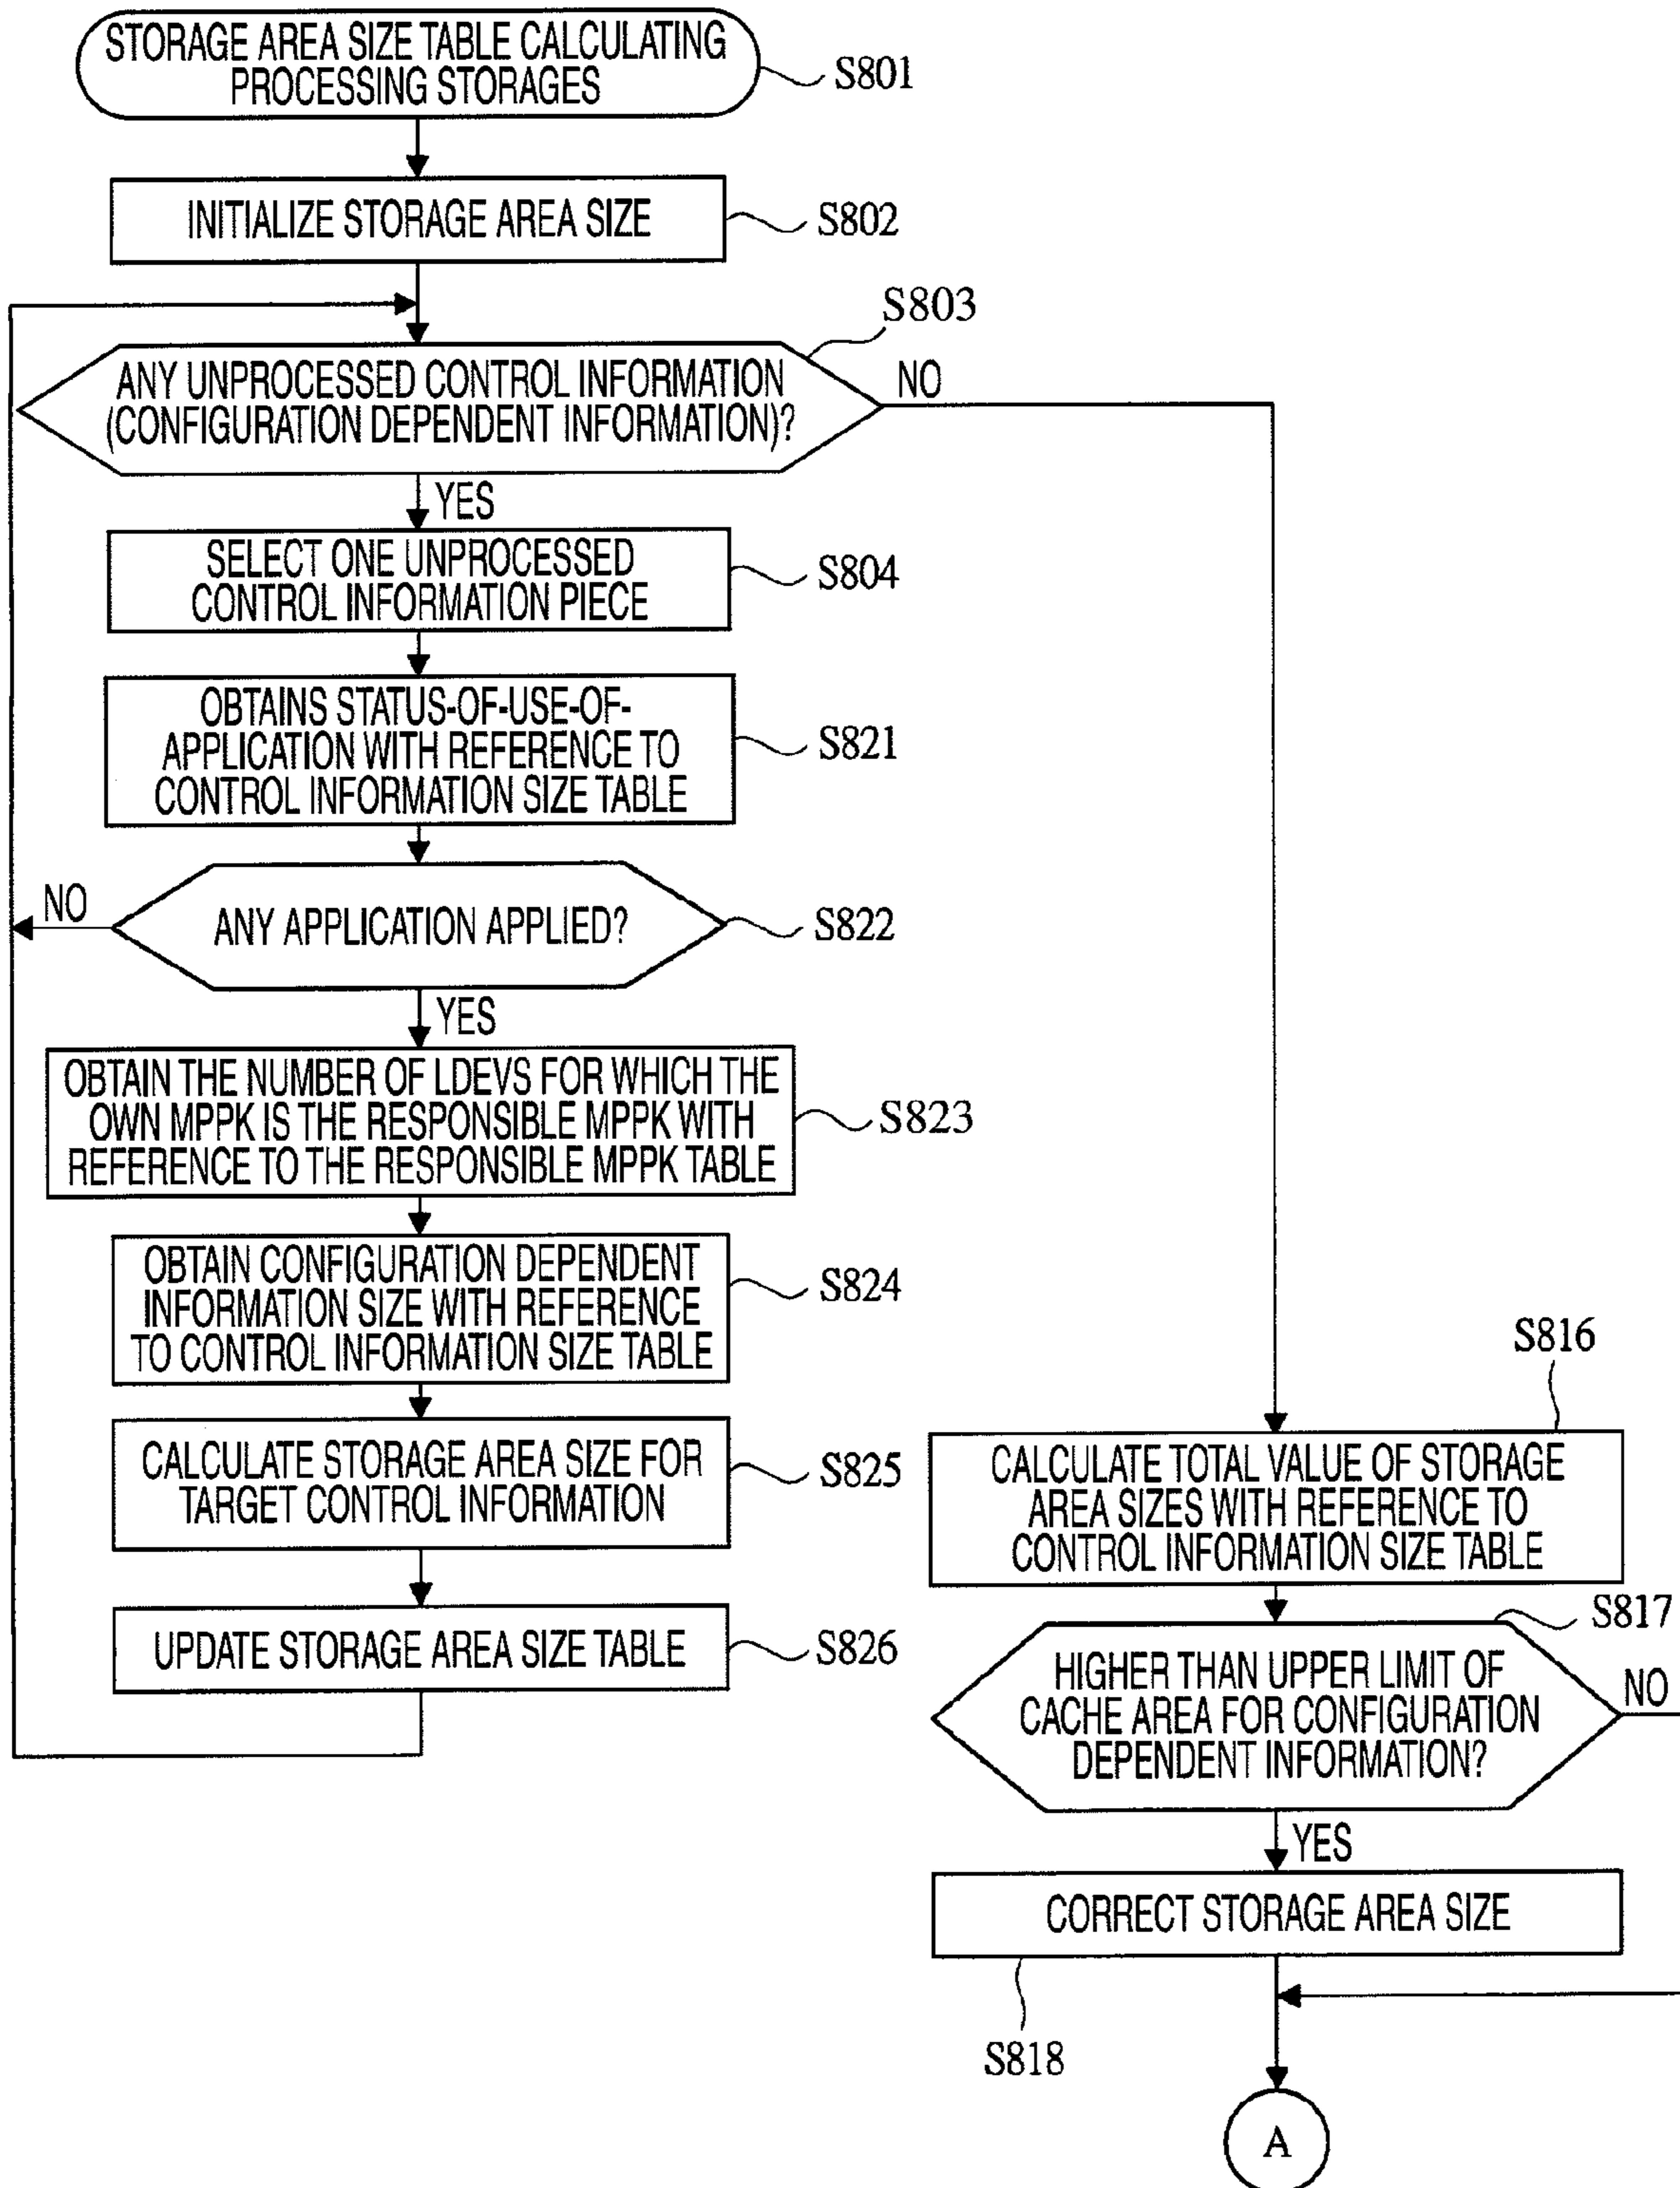 STORAGE AREA SIZE TABLE CALCULATING
PROCESSING STORAGES
S801
INITIALIZE STORAGE AREA SIZE
S802
S803
ANY UNPROCESSED CONTROL INFORMATION
(CONFIGURATION DEPENDENT INFORMATION)?
NO
YES
SELECT ONE UNPROCESSED
CONTROL INFORMATION PIECE
S804
OBTAINS STATUS-OF-USE-OF-
APPLICATION WITH REFERENCE TO
CONTROL INFORMATION SIZE TABLE
S821
NO
ANY APPLICATION APPLIED?
S822
YES
OBTAIN THE NUMBER OF LDEVS FOR WHICH THE
OWN MPPK IS THE RESPONSIBLE MPPK WITH
REFERENCE TO THE RESPONSIBLE MPPK TABLE
S823
OBTAIN CONFIGURATION DEPENDENT
INFORMATION SIZE WITH REFERENCE
TO CONTROL INFORMATION SIZE TABLE
S824
CALCULATE STORAGE AREA SIZE FOR
TARGET CONTROL INFORMATION
S825
UPDATE STORAGE AREA SIZE TABLE
S826
S816
CALCULATE TOTAL VALUE OF STORAGE
AREA SIZES WITH REFERENCE TO
CONTROL INFORMATION SIZE TABLE
S817
HIGHER THAN UPPER LIMIT OF
CACHE AREA FOR CONFIGURATION
DEPENDENT INFORMATION?
NO
YES
CORRECT STORAGE AREA SIZE
S818
A